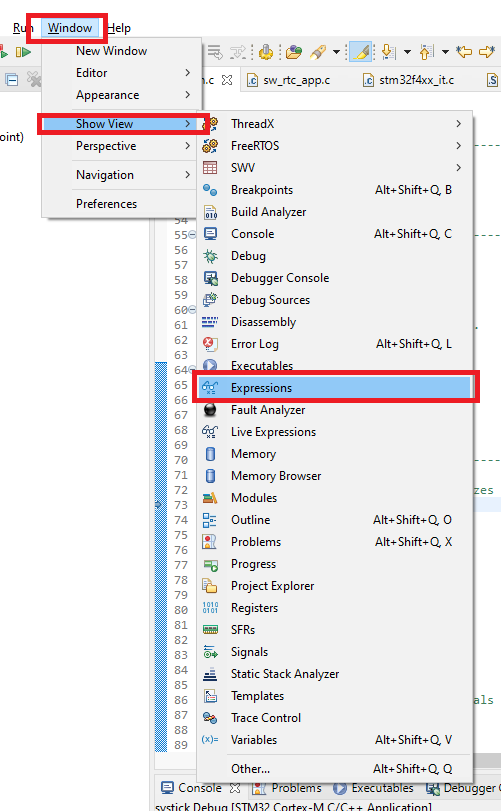 Run Window Help
New Window
Editor
Appearance
Show View
Perspective
Navigation
Preferences
n.c
sw_rtc_app.c
stm32f4xx_it.c
S
oint)
ThreadX
FreeRTOS
SWV
Breakpoints Alt+Shift+Q, B
Build Analyzer
Console Alt+Shift+Q, C
Debug
Debugger Console
Debug Sources
Disassembly
Error Log Alt+Shift+Q, L
Executables
Expressions
Fault Analyzer
Live Expressions
Memory
Memory Browser
Modules
Outline Alt+Shift+Q, O
Problems Alt+Shift+Q, X
Progress
Project Explorer
Registers
SFRs
Signals
Static Stack Analyzer
Templates
Trace Control
Variables Alt+Shift+Q, V
Other... Alt+Shift+Q, Q
54
55
56
57
58
59
60
61
62
63
64
65
66
67
68
69
70
71
72 zes
73
74
75
76
77
78
79
80
81
82
83
84
85
86 als
87
88
89
Console Problems Executables Debugger C
systick Debug [STM32 Cortex-M C/C++ Application]